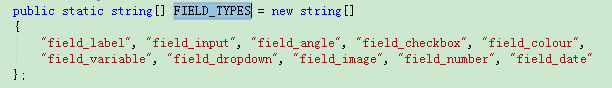 public static string[] FIELD_TYPES = new string[]
{
    "field_label", "field_input", "field_angle", "field_checkbox", "field_colour",
    "field_variable", "field_dropdown", "field_image", "field_number", "field_date"
};